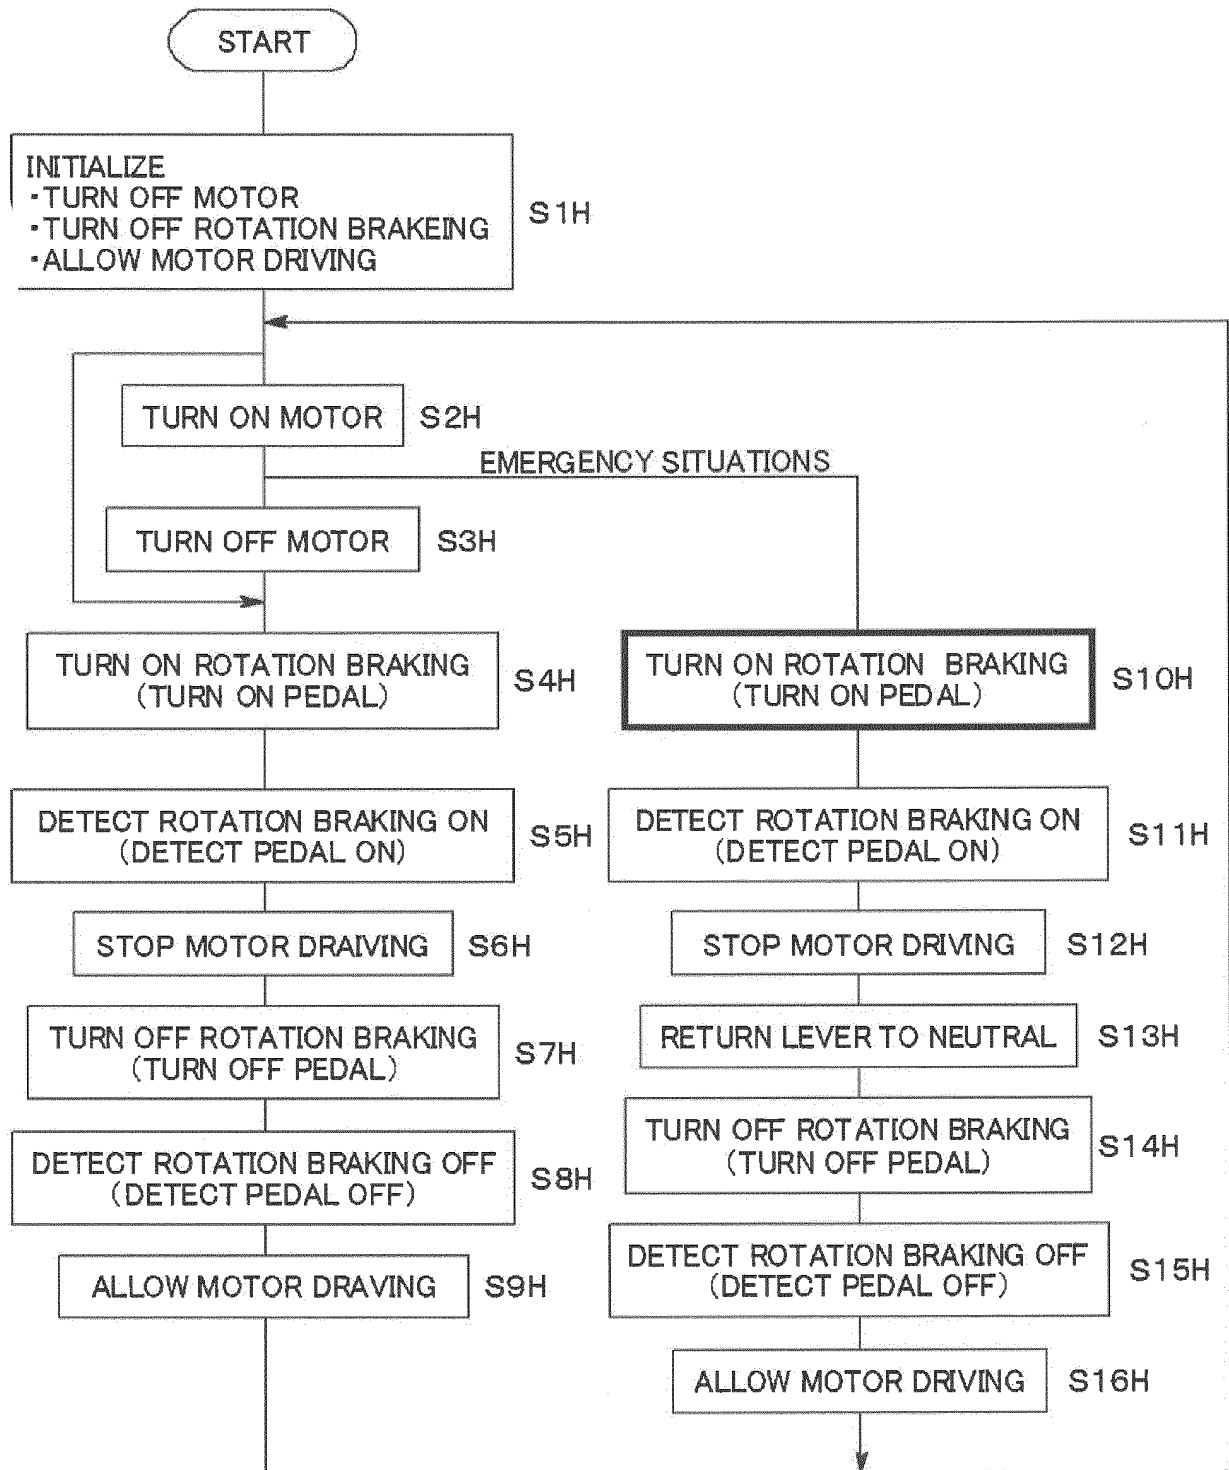 START
INITIALIZE
・TURN OFF MOTOR
・TURN OFF ROTATION BRAKEING
・ALLOW MOTOR DRIVING
S1H
TURN ON MOTOR
S2H
EMERGENCY SITUATIONS
TURN OFF MOTOR
S3H
TURN ON ROTATION BRAKING
(TURN ON PEDAL)
S4H
DETECT ROTATION BRAKING ON
(DETECT PEDAL ON)
S5H
STOP MOTOR DRAIVING
S6H
TURN OFF ROTATION BRAKING
(TURN OFF PEDAL)
S7H
DETECT ROTATION BRAKING OFF
(DETECT PEDAL OFF)
S8H
ALLOW MOTOR DRAVING
S9H
TURN ON ROTATION BRAKING
(TURN ON PEDAL)
S10H
DETECT ROTATION BRAKING ON
(DETECT PEDAL ON)
S11H
STOP MOTOR DRIVING
S12H
RETURN LEVER TO NEUTRAL
S13H
TURN OFF ROTATION BRAKING
(TURN OFF PEDAL)
S14H
DETECT ROTATION BRAKING OFF
(DETECT PEDAL OFF)
S15H
ALLOW MOTOR DRIVING
S16H